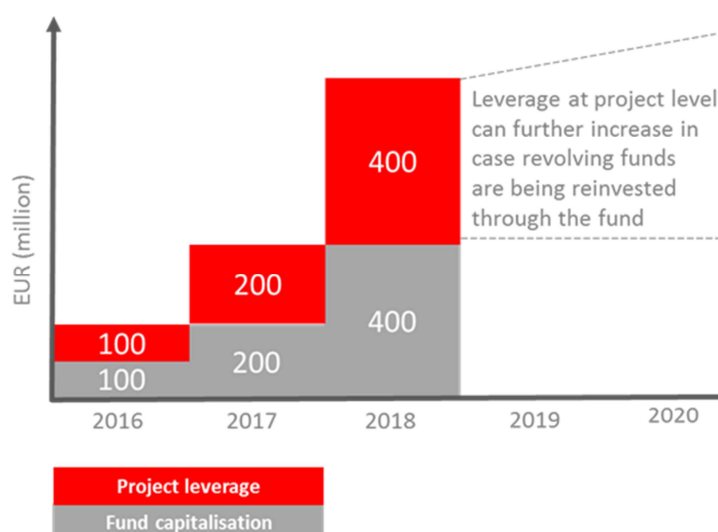 EUR (million)
400
Leverage at project level
can further increase in
case revolving funds
are being reinvested
through the fund
200
400
100
200
100
2016
2017
2018
2019
2020
Project leverage
Fund capitalisation